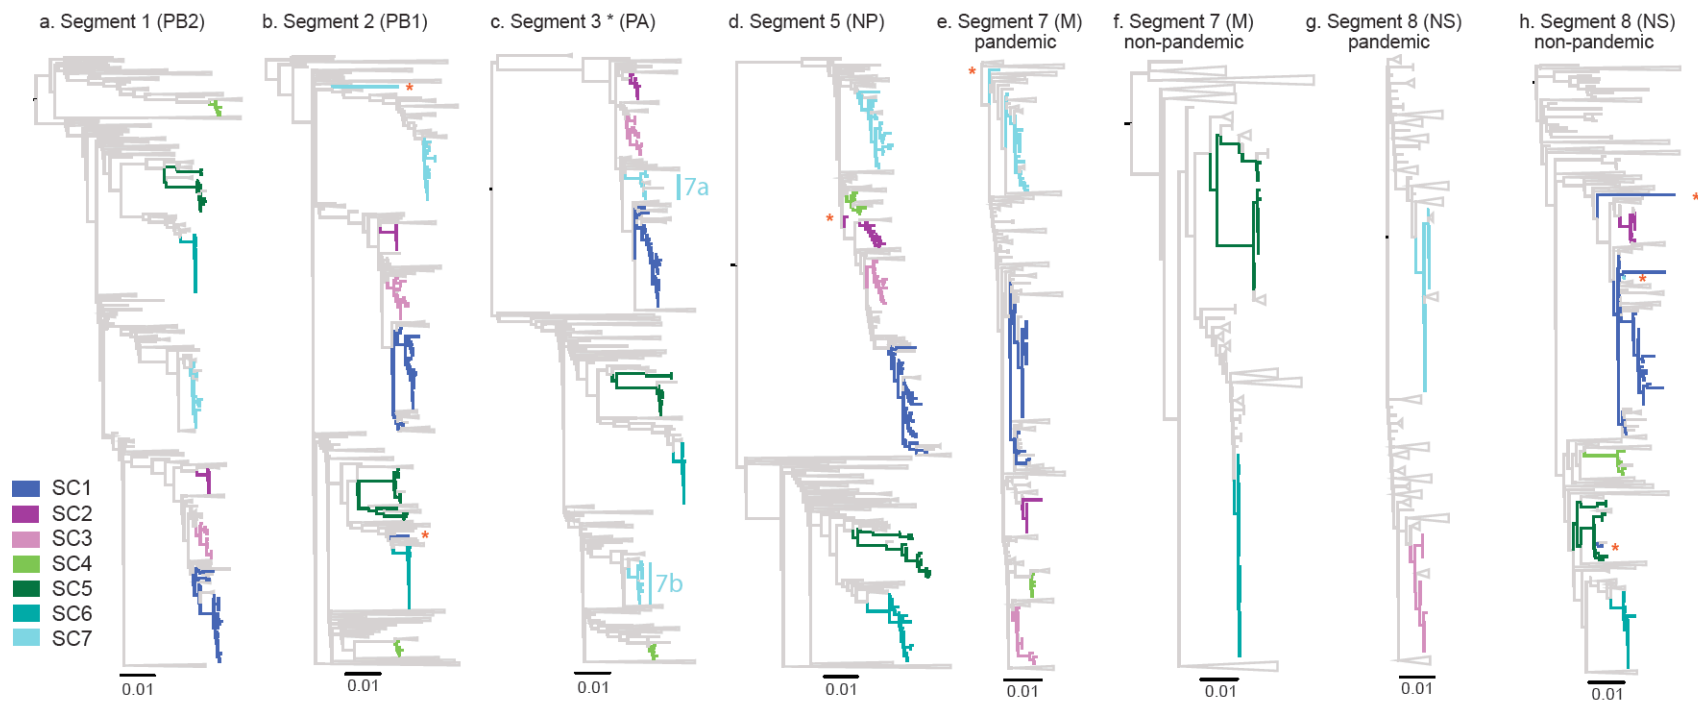 a. Segment 1 (PB2)
b. Segment 2 (PB1)
c. Segment 3 * (PA)
d. Segment 5 (NP)
e. Segment 7 (M)
pandemic
f. Segment 7 (M)
non-pandemic
g. Segment 8 (NS)
pandemic
h. Segment 8 (NS)
non-pandemic
*
*
7a
*
*
*
7b
*
*
SC1
SC2
SC3
SC4
SC5
SC6
SC7
0.01
0.01
0.01
0.01
0.01
0.01
0.01
0.01